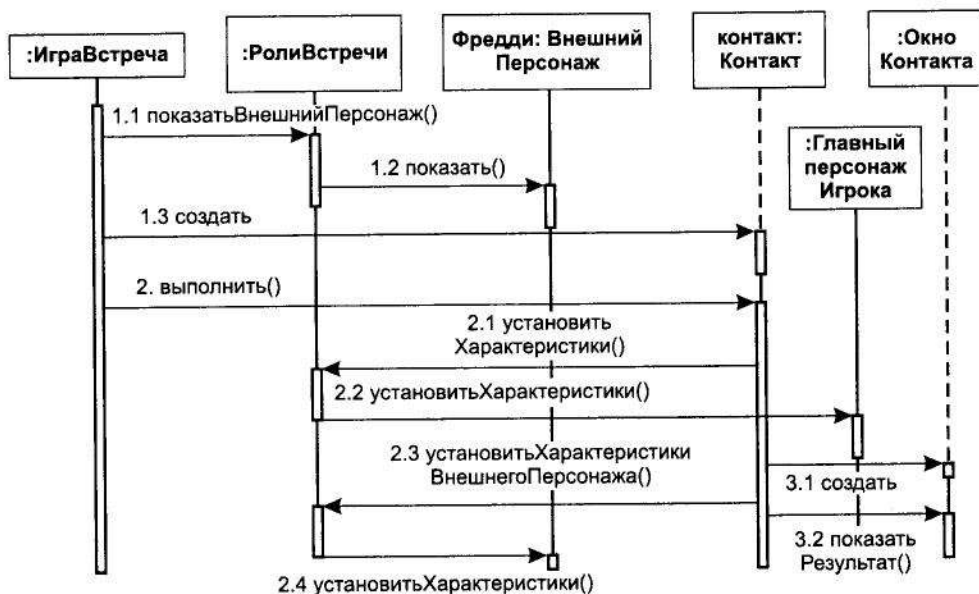 :ИграВстреча
:РолиВстречи
Фредди: Внешний
Персонаж
контакт:
Контакт
:Окно
Контакта
1.1 показатьВнешнийПерсонаж()
:Главный
персонаж
Игрока
1.2 показать()
1.3 создать
2. выполнить()
2.1 установить
Характеристики()
2.2 установитьХарактеристики()
2.3 установитьХарактеристики
ВнешнегоПерсонажа()
3.1 создать
3.2 показать
Результат()
2.4 установитьХарактеристики()